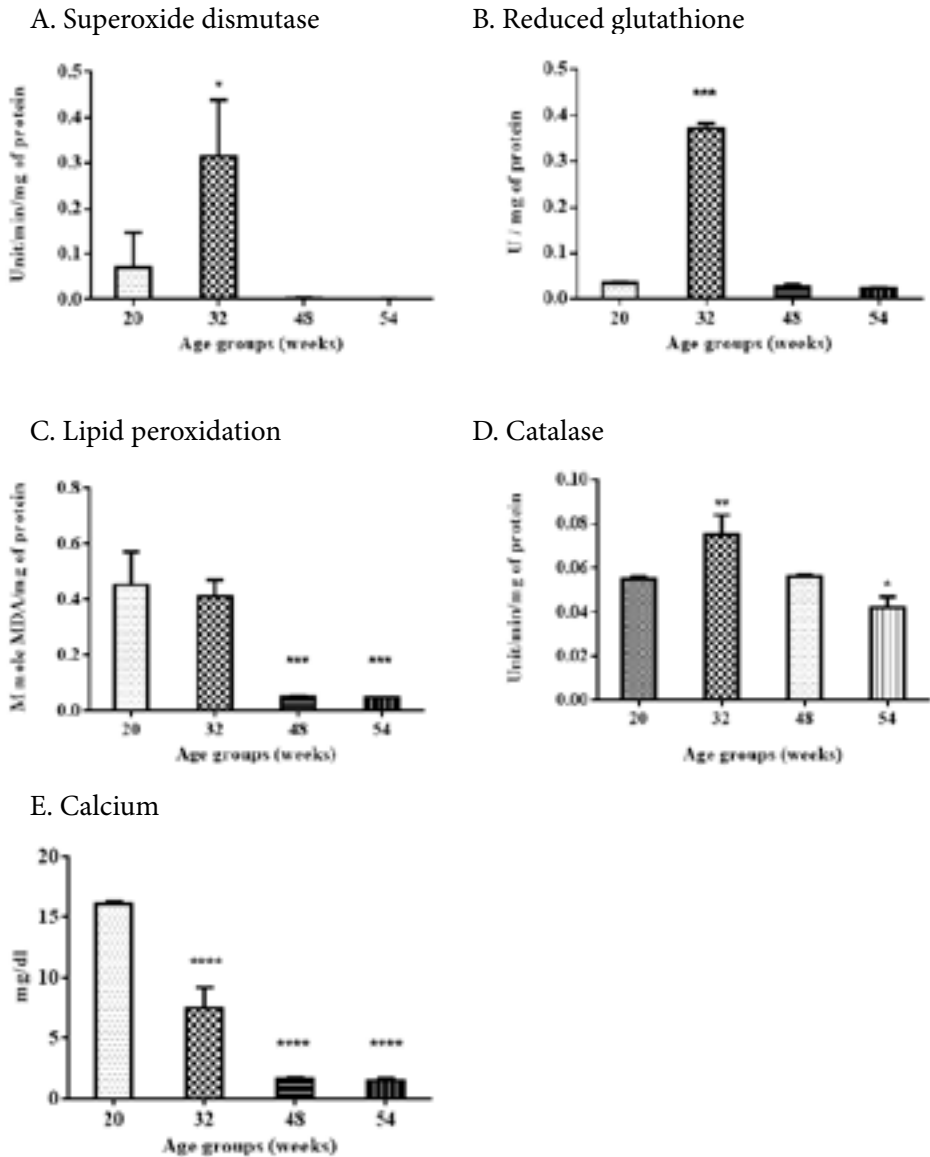 A. Superoxide dismutase
Unit/min/mg of protein
0.5
0.4
0.3
0.2
0.1
0.0
*
20 32 48 54
Age groups (weeks)
B. Reduced glutathione
U / mg of protein
0.5
0.4
0.3
0.2
0.1
0.0
***
20 32 48 54
Age groups (weeks)
C. Lipid peroxidation
M mole MDA/mg of protein
0.8
0.6
0.4
0.2
0.0
*** ***
20 32 48 54
Age groups (weeks)
D. Catalase
Unit/min/mg of protein
0.10
0.08
0.06
0.04
0.02
0.00
**
*
20 32 48 54
Age groups (weeks)
E. Calcium
mg/dl
20
15
10
5
0
****
**** ****
20 32 48 54
Age groups (weeks)